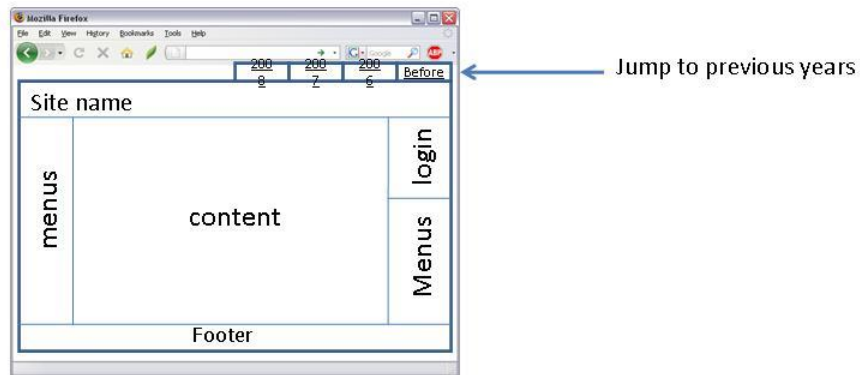 Mozilla Firefox
File Edit View History Bookmarks Tools Help
G Google ABP
200 200 200 Before
8 7 6
Jump to previous years
Site name
menus
content
login
Menus
Footer